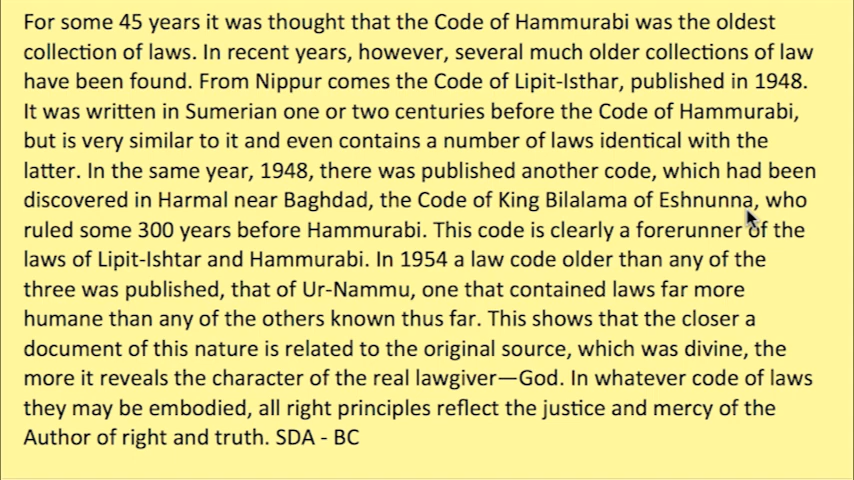 For some 45 years it was thought that the Code of Hammurabi was the oldest
collection of laws. In recent years, however, several much older collections of law
have been found. From Nippur comes the Code of Lipit-Isthar, published in 1948.
It was written in Sumerian one or two centuries before the Code of Hammurabi,
but is very similar to it and even contains a number of laws identical with the
latter. In the same year, 1948, there was published another code, which had been
discovered in Harmal near Baghdad, the Code of King Bilalama of Eshnunna, who
ruled some 300 years before Hammurabi. This code is clearly a forerunner of the
laws of Lipit-Ishtar and Hammurabi. In 1954 a law code older than any of the
three was published, that of Ur-Nammu, one that contained laws far more
humane than any of the others known thus far. This shows that the closer a
document of this nature is related to the original source, which was divine, the
more it reveals the character of the real lawgiver—God. In whatever code of laws
they may be embodied, all right principles reflect the justice and mercy of the
Author of right and truth. SDA - BC